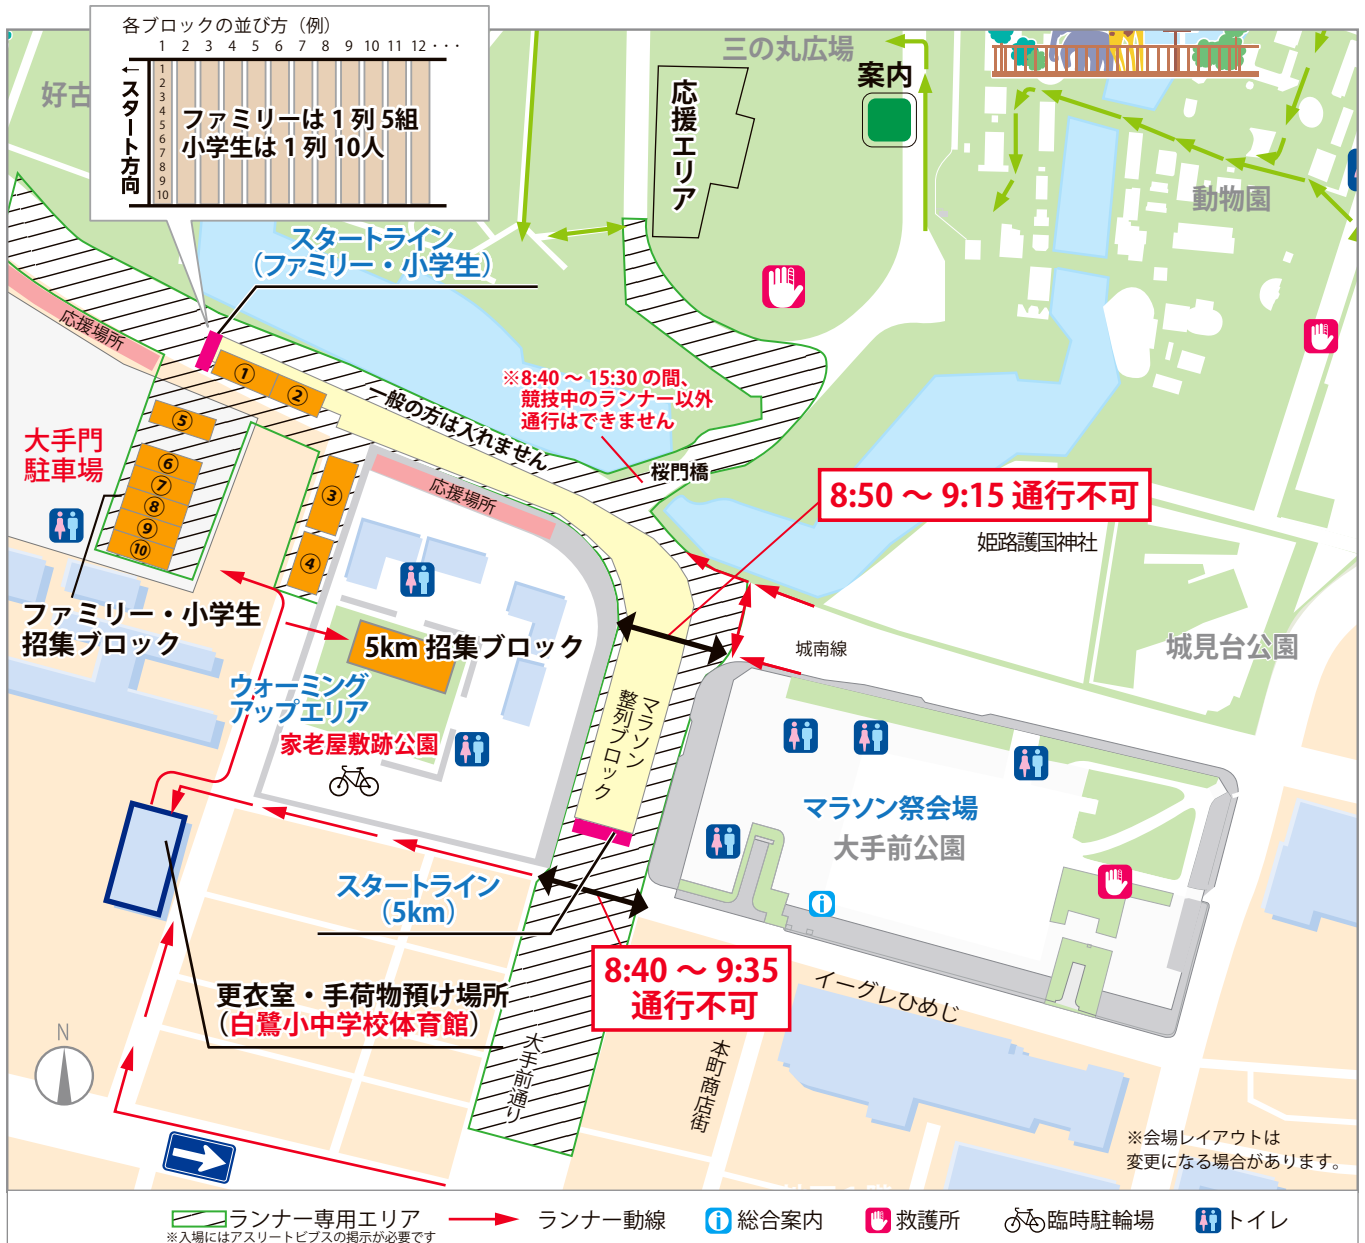 各ブロックの並び方（例）
1 2 3 4 5 6 7 8 9 10 11 12 ・・・
1
2
3
4
5
6
7
8
9
10
←スタート方向
ファミリーは 1 列 5組
小学生は 1 列 10人
好古
三の丸広場
案内
応援エリア
動物園
スタートライン
（ファミリー・小学生）
応援場所
①
②
一般の方は入れません
※8:40 ～ 15:30 の間、
競技中のランナー以外
通行はできません
桜門橋
⑤
大手門
駐車場
⑥
⑦
⑧
⑨
⑩
③
④
応援場所
8:50 ～ 9:15 通行不可
姫路護国神社
ファミリー・小学生
招集ブロック
5km 招集ブロック
城南線
城見台公園
ウォーミング
アップエリア
家老屋敷跡公園
マラソン
整列ブロック
マラソン祭会場
大手前公園
スタートライン
（5km）
8:40 ～ 9:35
通行不可
イーグレひめじ
更衣室・手荷物預け場所
（白鷺小中学校体育館）
大手前通り
本町商店街
N
※会場レイアウトは
変更になる場合があります。
ランナー専用エリア
※入場にはアスリートビブスの掲示が必要です
ランナー動線
総合案内
救護所
臨時駐輪場
トイレ